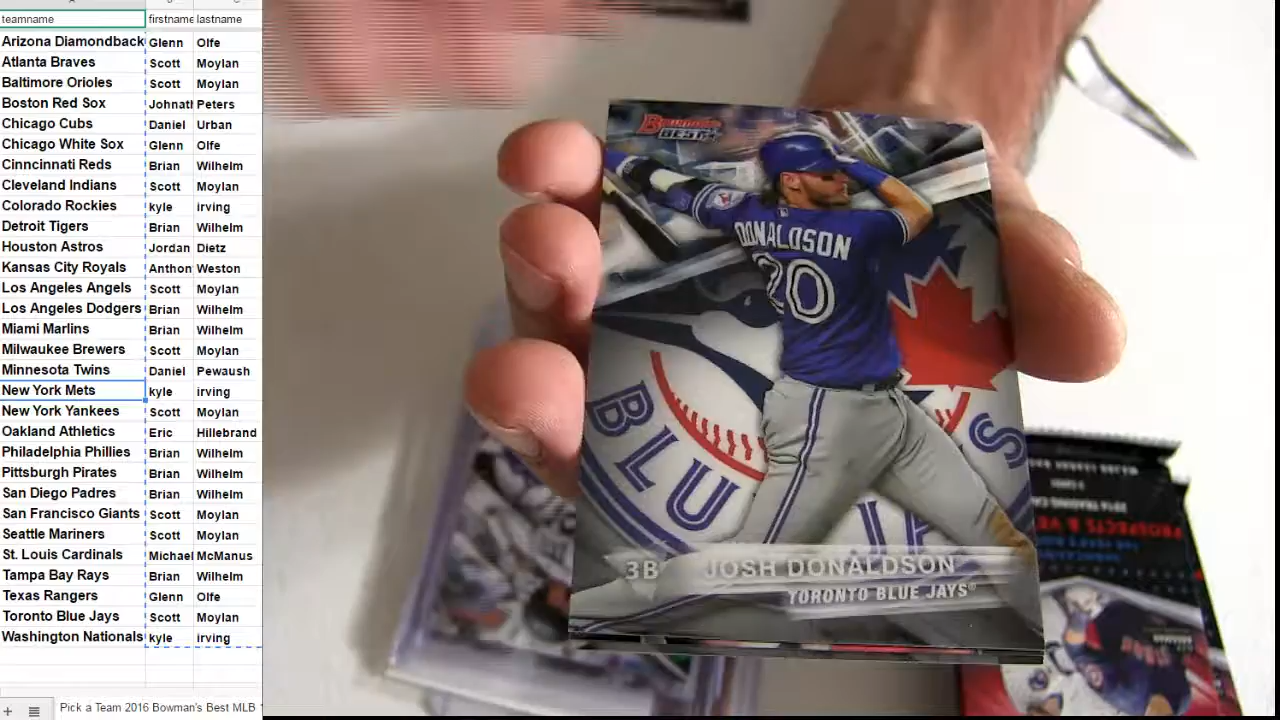 teamname firstname lastname
Arizona Diamondback Glenn Olfe
Atlanta Braves Scott Moylan
Baltimore Orioles Scott Moylan
Boston Red Sox Johnath Peters
Chicago Cubs Daniel Urban
Chicago White Sox Glenn Olfe
Cinncinnati Reds Brian Wilhelm
Cleveland Indians Scott Moylan
Colorado Rockies kyle irving
Detroit Tigers Brian Wilhelm
Houston Astros Jordan Dietz
Kansas City Royals Anthon Weston
Los Angeles Angels Scott Moylan
Los Angeles Dodgers Brian Wilhelm
Miami Marlins Brian Wilhelm
Milwaukee Brewers Scott Moylan
Minnesota Twins Daniel Pewaush
New York Mets kyle irving
New York Yankees Scott Moylan
Oakland Athletics Eric Hillebrand
Philadelphia Phillies Brian Wilhelm
Pittsburgh Pirates Brian Wilhelm
San Diego Padres Brian Wilhelm
San Francisco Giants Scott Moylan
Seattle Mariners Scott Moylan
St. Louis Cardinals Michael McManus
Tampa Bay Rays Brian Wilhelm
Texas Rangers Glenn Olfe
Toronto Blue Jays Scott Moylan
Washington Nationals kyle irving
Pick a Team 2016 Bowman's Best MLB
Bowman's
BEST
DONALDSON
20
BLU
JA S
3B JOSH DONALDSON
TORONTO BLUE JAYS®
PROSPECTS & VE